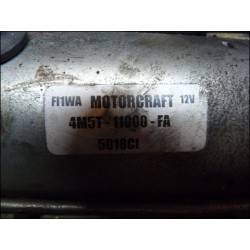 FI1WA MOTORCRAFT 12V
4M5T-11000-FA
5018CI